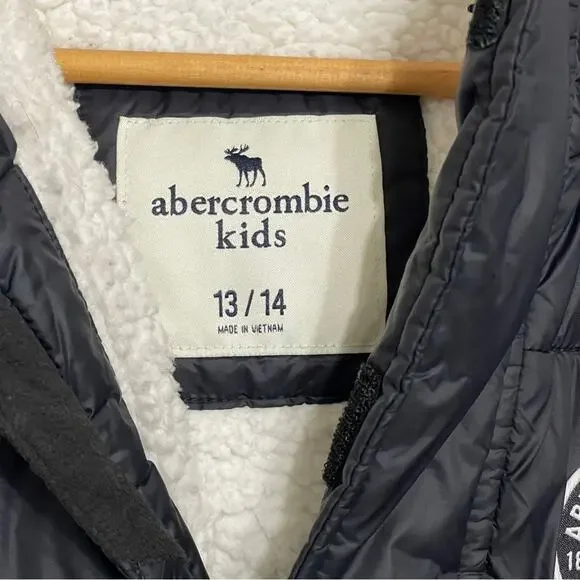 abercrombie
kids
13 / 14
MADE IN VIETNAM